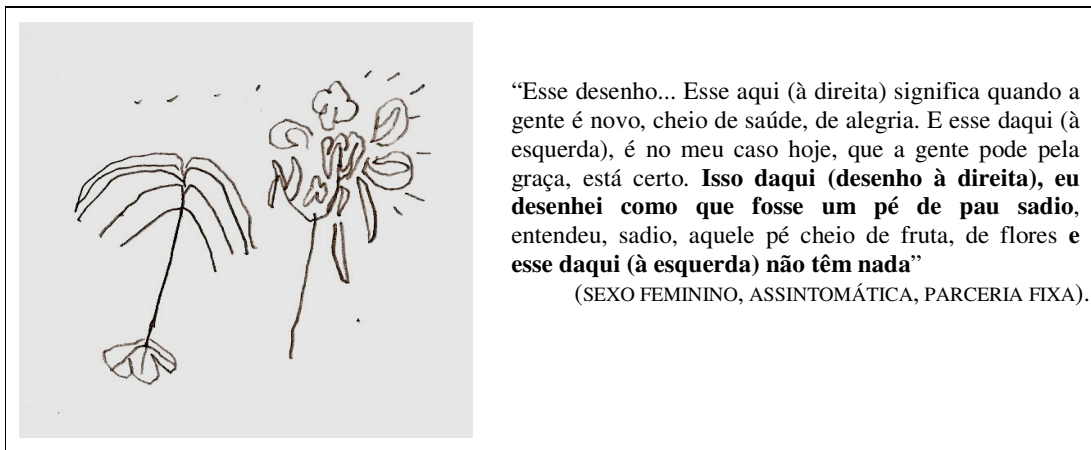 “Esse desenho... Esse aqui (à direita) significa quando a
gente é novo, cheio de saúde, de alegria. E esse daqui (à
esquerda), é no meu caso hoje, que a gente pode pela
graça, está certo. Isso daqui (desenho à direita), eu
desenhei como que fosse um pé de pau sadio,
entendeu, sadio, aquele pé cheio de fruta, de flores e
esse daqui (à esquerda) não têm nada”
(SEXO FEMININO, ASSINTOMÁTICA, PARCERIA FIXA).